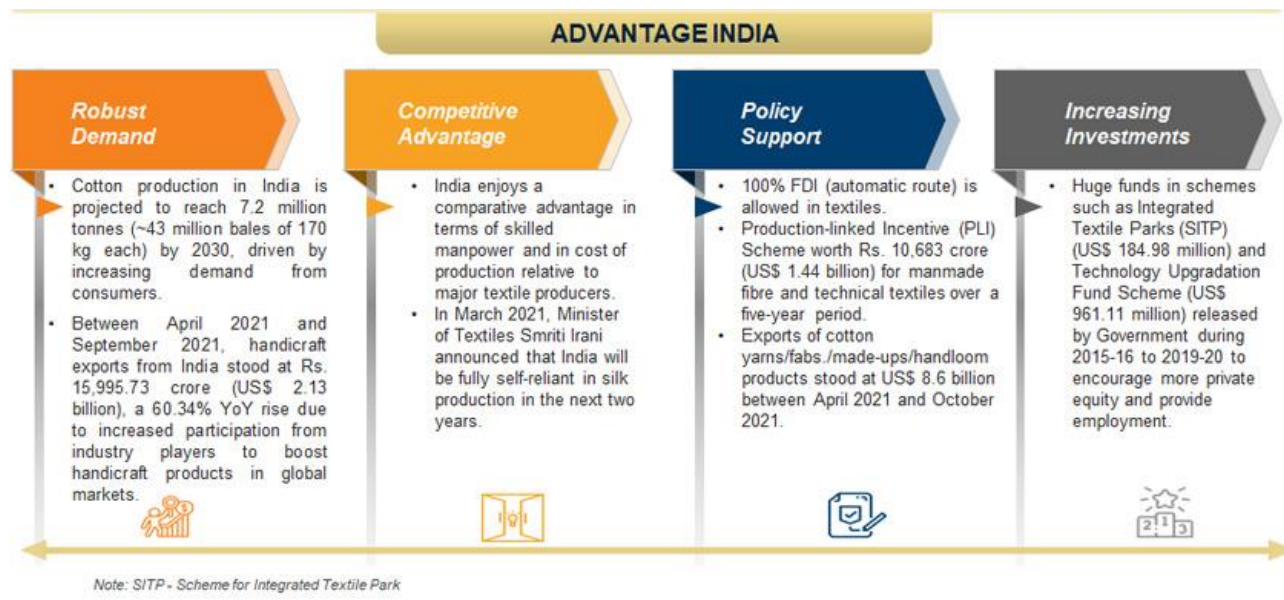 ADVANTAGE INDIA
Robust
Demand
• Cotton production in India is
projected to reach 7.2 million
tonnes (~43 million bales of 170
kg each) by 2030, driven by
increasing demand from
consumers.
• Between April 2021 and
September 2021, handicraft
exports from India stood at Rs.
15,995.73 crore (US$ 2.13
billion), a 60.34% YoY rise due
to increased participation from
industry players to boost
handicraft products in global
markets.
Competitive
Advantage
• India enjoys a
comparative advantage in
terms of skilled
manpower and in cost of
production relative to
major textile producers.
• In March 2021, Minister
of Textiles Smriti Irani
announced that India will
be fully self-reliant in silk
production in the next two
years.
Policy
Support
• 100% FDI (automatic route) is
allowed in textiles.
• Production-linked Incentive (PLI)
Scheme worth Rs. 10,683 crore
(US$ 1.44 billion) for manmade
fibre and technical textiles over a
five-year period.
• Exports of cotton
yarns/fabs./made-ups/handloom
products stood at US$ 8.6 billion
between April 2021 and October
2021.
Increasing
Investments
• Huge funds in schemes
such as Integrated
Textile Parks (SITP)
(US$ 184.98 million) and
Technology Upgradation
Fund Scheme (US$
961.11 million) released
by Government during
2015-16 to 2019-20 to
encourage more private
equity and provide
employment.
2 1 3
Note: SITP - Scheme for Integrated Textile Park